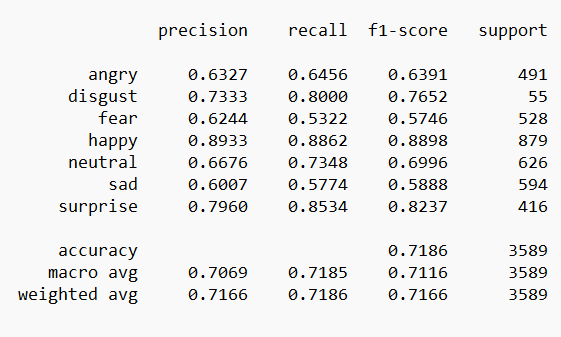 precision recall f1-score support
angry 0.6327 0.6456 0.6391 491
disgust 0.7333 0.8000 0.7652 55
fear 0.6244 0.5322 0.5746 528
happy 0.8933 0.8862 0.8898 879
neutral 0.6676 0.7348 0.6996 626
sad 0.6007 0.5774 0.5888 594
surprise 0.7960 0.8534 0.8237 416
accuracy 0.7186 3589
macro avg 0.7069 0.7185 0.7116 3589
weighted avg 0.7166 0.7186 0.7166 3589